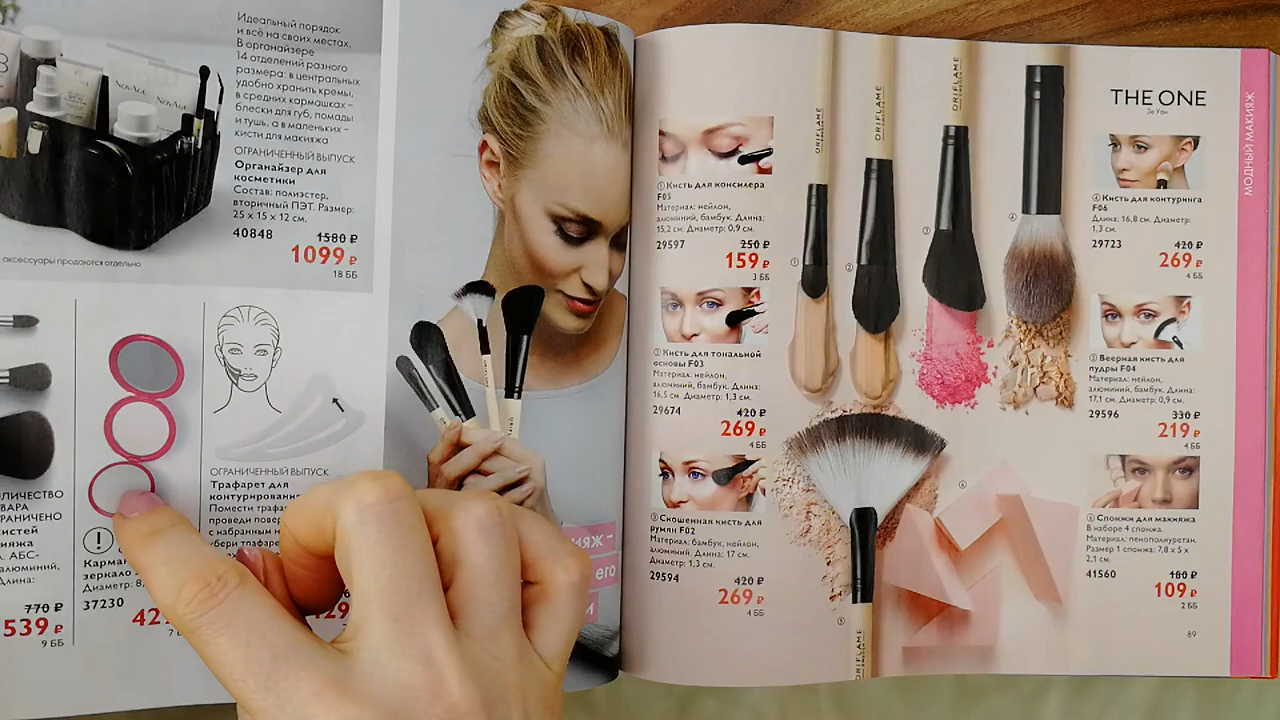 Идеальный порядок
и всё на своих местах.
В органайзере
14 отделений разного
размера: в центральных
удобно хранить кремы,
в средних кармашках –
блески для губ, помады
и тушь, а в маленьких –
кисти для макияжа
ОГРАНИЧЕННЫЙ ВЫПУСК
Органайзер для
косметики
Состав: полиэстер,
вторичный ПЭТ. Размер:
25 x 15 x 12 см.
40848 1580 ₽
1099 ₽
18 ББ
аксессуары продаются отдельно
NOVAGE
NOVAGE
770 ₽
539 ₽
9 ББ
37230
ОГРАНИЧЕННЫЙ ВЫПУСК
Трафарет для
THE ONE
МОДНЫЙ МАКИЯЖ
① Кисть для консилера
F05
Материал: нейлон,
алюминий, бамбук. Длина:
15,2 см. Диаметр: 0,9 см.
29597 250 ₽
159 ₽
3 ББ
② Кисть для тональной
основы F03
Материал: нейлон,
алюминий, бамбук. Длина:
16,5 см. Диаметр: 1,3 см.
29674 420 ₽
269 ₽
4 ББ
③ Скошенная кисть для
румян F02
Материал: бамбук, нейлон,
алюминий. Длина: 17 см.
Диаметр: 1,3 см.
29594 420 ₽
269 ₽
4 ББ
ORIFLAME
ORIFLAME
ORIFLAME
ORIFLAME
④ Кисть для контуринга
F06
Длина: 16,8 см. Диаметр:
1,3 см.
29723 420 ₽
269 ₽
4 ББ
⑤ Веерная кисть для
пудры F04
Материал: нейлон,
алюминий, бамбук. Длина:
17,1 см. Диаметр: 0,9 см.
29596 330 ₽
219 ₽
4 ББ
⑥ Спонжи для макияжа
В наборе 4 спонжа.
Материал: пенополиуретан.
Размер 1 спонжа: 7,8 x 5 x
2,1 см.
41560 180 ₽
109 ₽
2 ББ
89